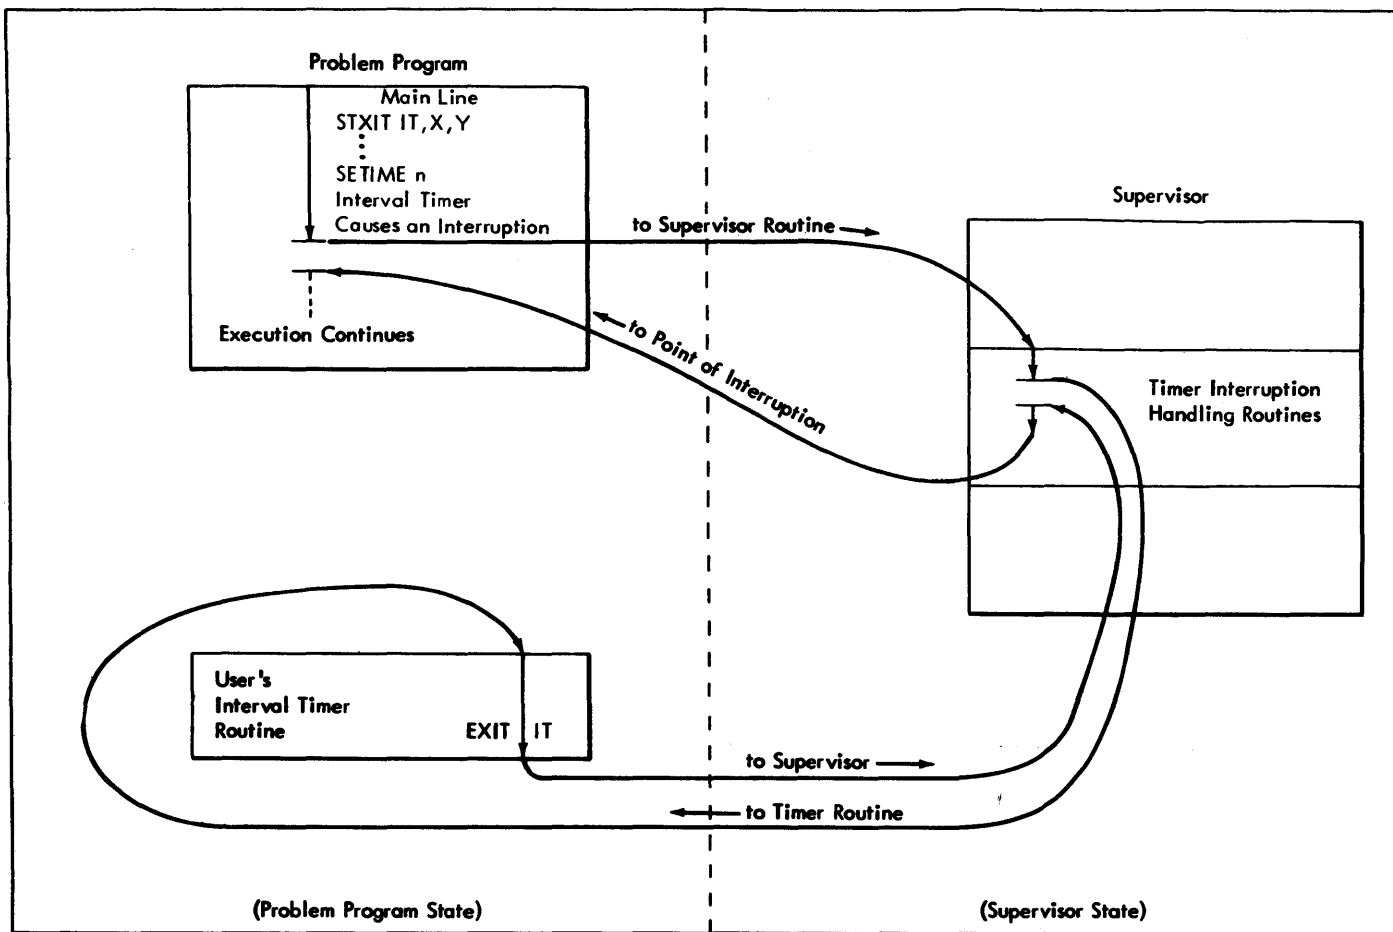 Problem Program
Main Line
STXIT IT,X,Y
SETIME n
Interval Timer
Causes an Interruption
Execution Continues
to Supervisor Routine
to Point of Interruption
Supervisor
Timer Interruption
Handling Routines
User's
Interval Timer
Routine
EXIT IT
to Supervisor
to Timer Routine
(Problem Program State)
(Supervisor State)